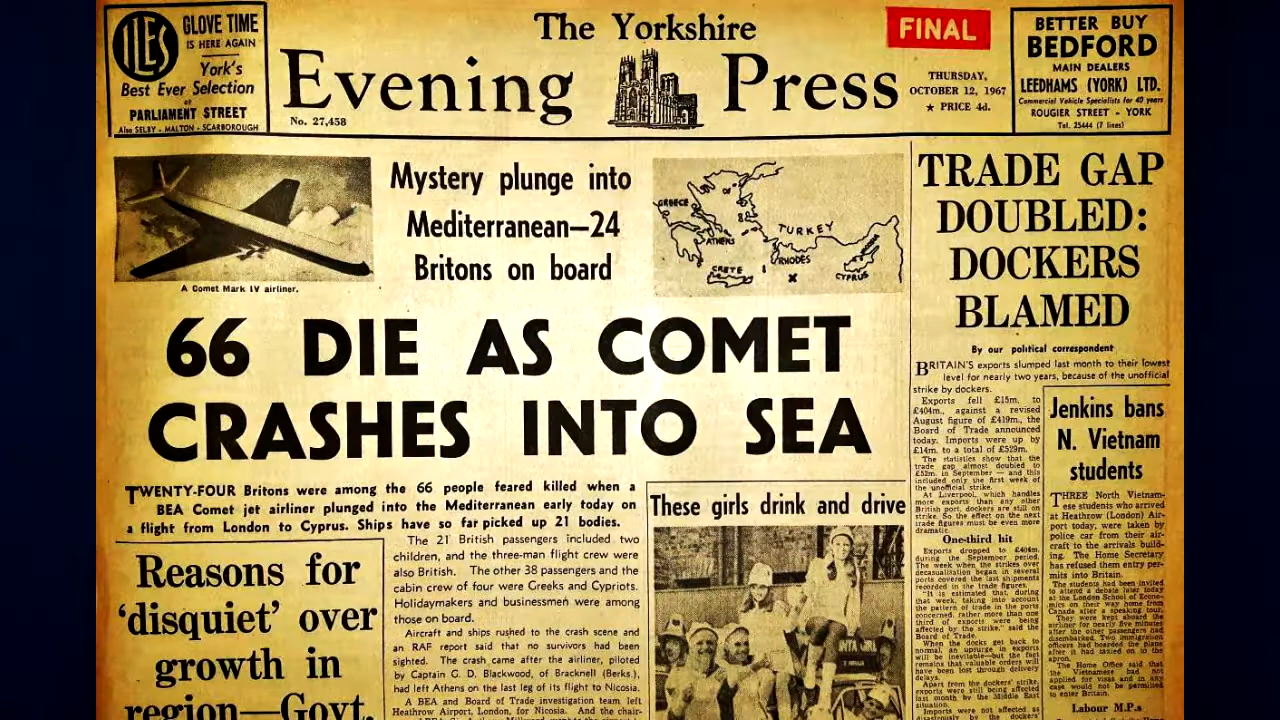 ILES
GLOVE TIME
IS HERE AGAIN
York's
Best Ever Selection
at
PARLIAMENT STREET
Also SELBY - MALTON - SCARBOROUGH
The Yorkshire
Evening Press
No. 27,458
FINAL
THURSDAY,
OCTOBER 12, 1967
★ PRICE 4d.
BETTER BUY
BEDFORD
MAIN DEALERS
LEEDHAMS (YORK) LTD.
Commercial Vehicle Specialists for 40 years
ROUGIER STREET - YORK
Tel. 25444 (7 lines)
A Comet Mark IV airliner.
Mystery plunge into
Mediterranean—24
Britons on board
GREECE
ATHENS
TURKEY
CRETE
RHODES
CYPRUS
NICOSIA
66 DIE AS COMET
CRASHES INTO SEA
TWENTY-FOUR Britons were among the 66 people feared killed when a
BEA Comet jet airliner plunged into the Mediterranean early today on
a flight from London to Cyprus. Ships have so far picked up 21 bodies.
Reasons for
'disquiet' over
growth in
region—Govt.
The 21 British passengers included two
children, and the three-man flight crew were
also British. The other 38 passengers and the
cabin crew of four were Greeks and Cypriots.
Holidaymakers and businessmen were among
those on board.
Aircraft and ships rushed to the crash scene and
an RAF report said that no survivors had been
sighted. The crash came after the airliner, piloted
by Captain G. D. Blackwood, of Bracknell (Berks.),
had left Athens on the last leg of its flight to Nicosia.
A BEA and Board of Trade investigation team left
Heathrow Airport, London, for Nicosia. And the chair-
These girls drink and drive
TRADE GAP
DOUBLED:
DOCKERS
BLAMED
By our political correspondent
BRITAIN'S exports slumped last month to their lowest
level for nearly two years, because of the unofficial
strike by dockers.
Exports fell £15m. to
£404m., against a revised
August figure of £419m., the
Board of Trade announced
today. Imports were up by
£14m. to a total of £529m.
The statistics show that the
trade gap almost doubled to
£52m. in September — and this
included only the first week of
the unofficial strike.
At Liverpool, which handles
more exports than any other
British port, dockers are still on
strike. So the effect on the next
trade figures must be even more
dramatic.
One-third hit
Exports dropped to £404m.
during the September period.
The week when the strikes over
decasualisation began in several
ports covered the last shipments
recorded in the trade figures.
"It is estimated that, during
that week, taking into account
the pattern of trade in the ports
concerned, rather more than one
third of exports were being
affected by the strike," said the
Board of Trade.
When the docks get back to
normal, an upsurge in exports
will be inevitable—but the fact
remains that valuable orders will
have been lost through delivery
delays.
Apart from the dockers' strike,
exports were still being affected
last month by the Middle East
situation.
Imports were not affected as
disastrously by the dockers'
Jenkins bans
N. Vietnam
students
THREE North Vietnam-
ese students who arrived
at Heathrow (London) Air-
port today, were taken by
police car from their air-
craft to the arrivals build-
ing. The Home Secretary
has refused them entry per-
mits into Britain.
The students had been invited
to attend a debate later today
at the London School of Econo-
mics on their way home from
Canada after a speaking tour.
They were kept aboard the
airliner for nearly five minutes
after the other passengers had
disembarked. Two immigration
officers had boarded the plane
after it had taxied on to the
apron.
The Home Office said that
the Vietnamese had not
applied for visas and in any
case would not be permitted
to enter Britain.
Labour M.P.s